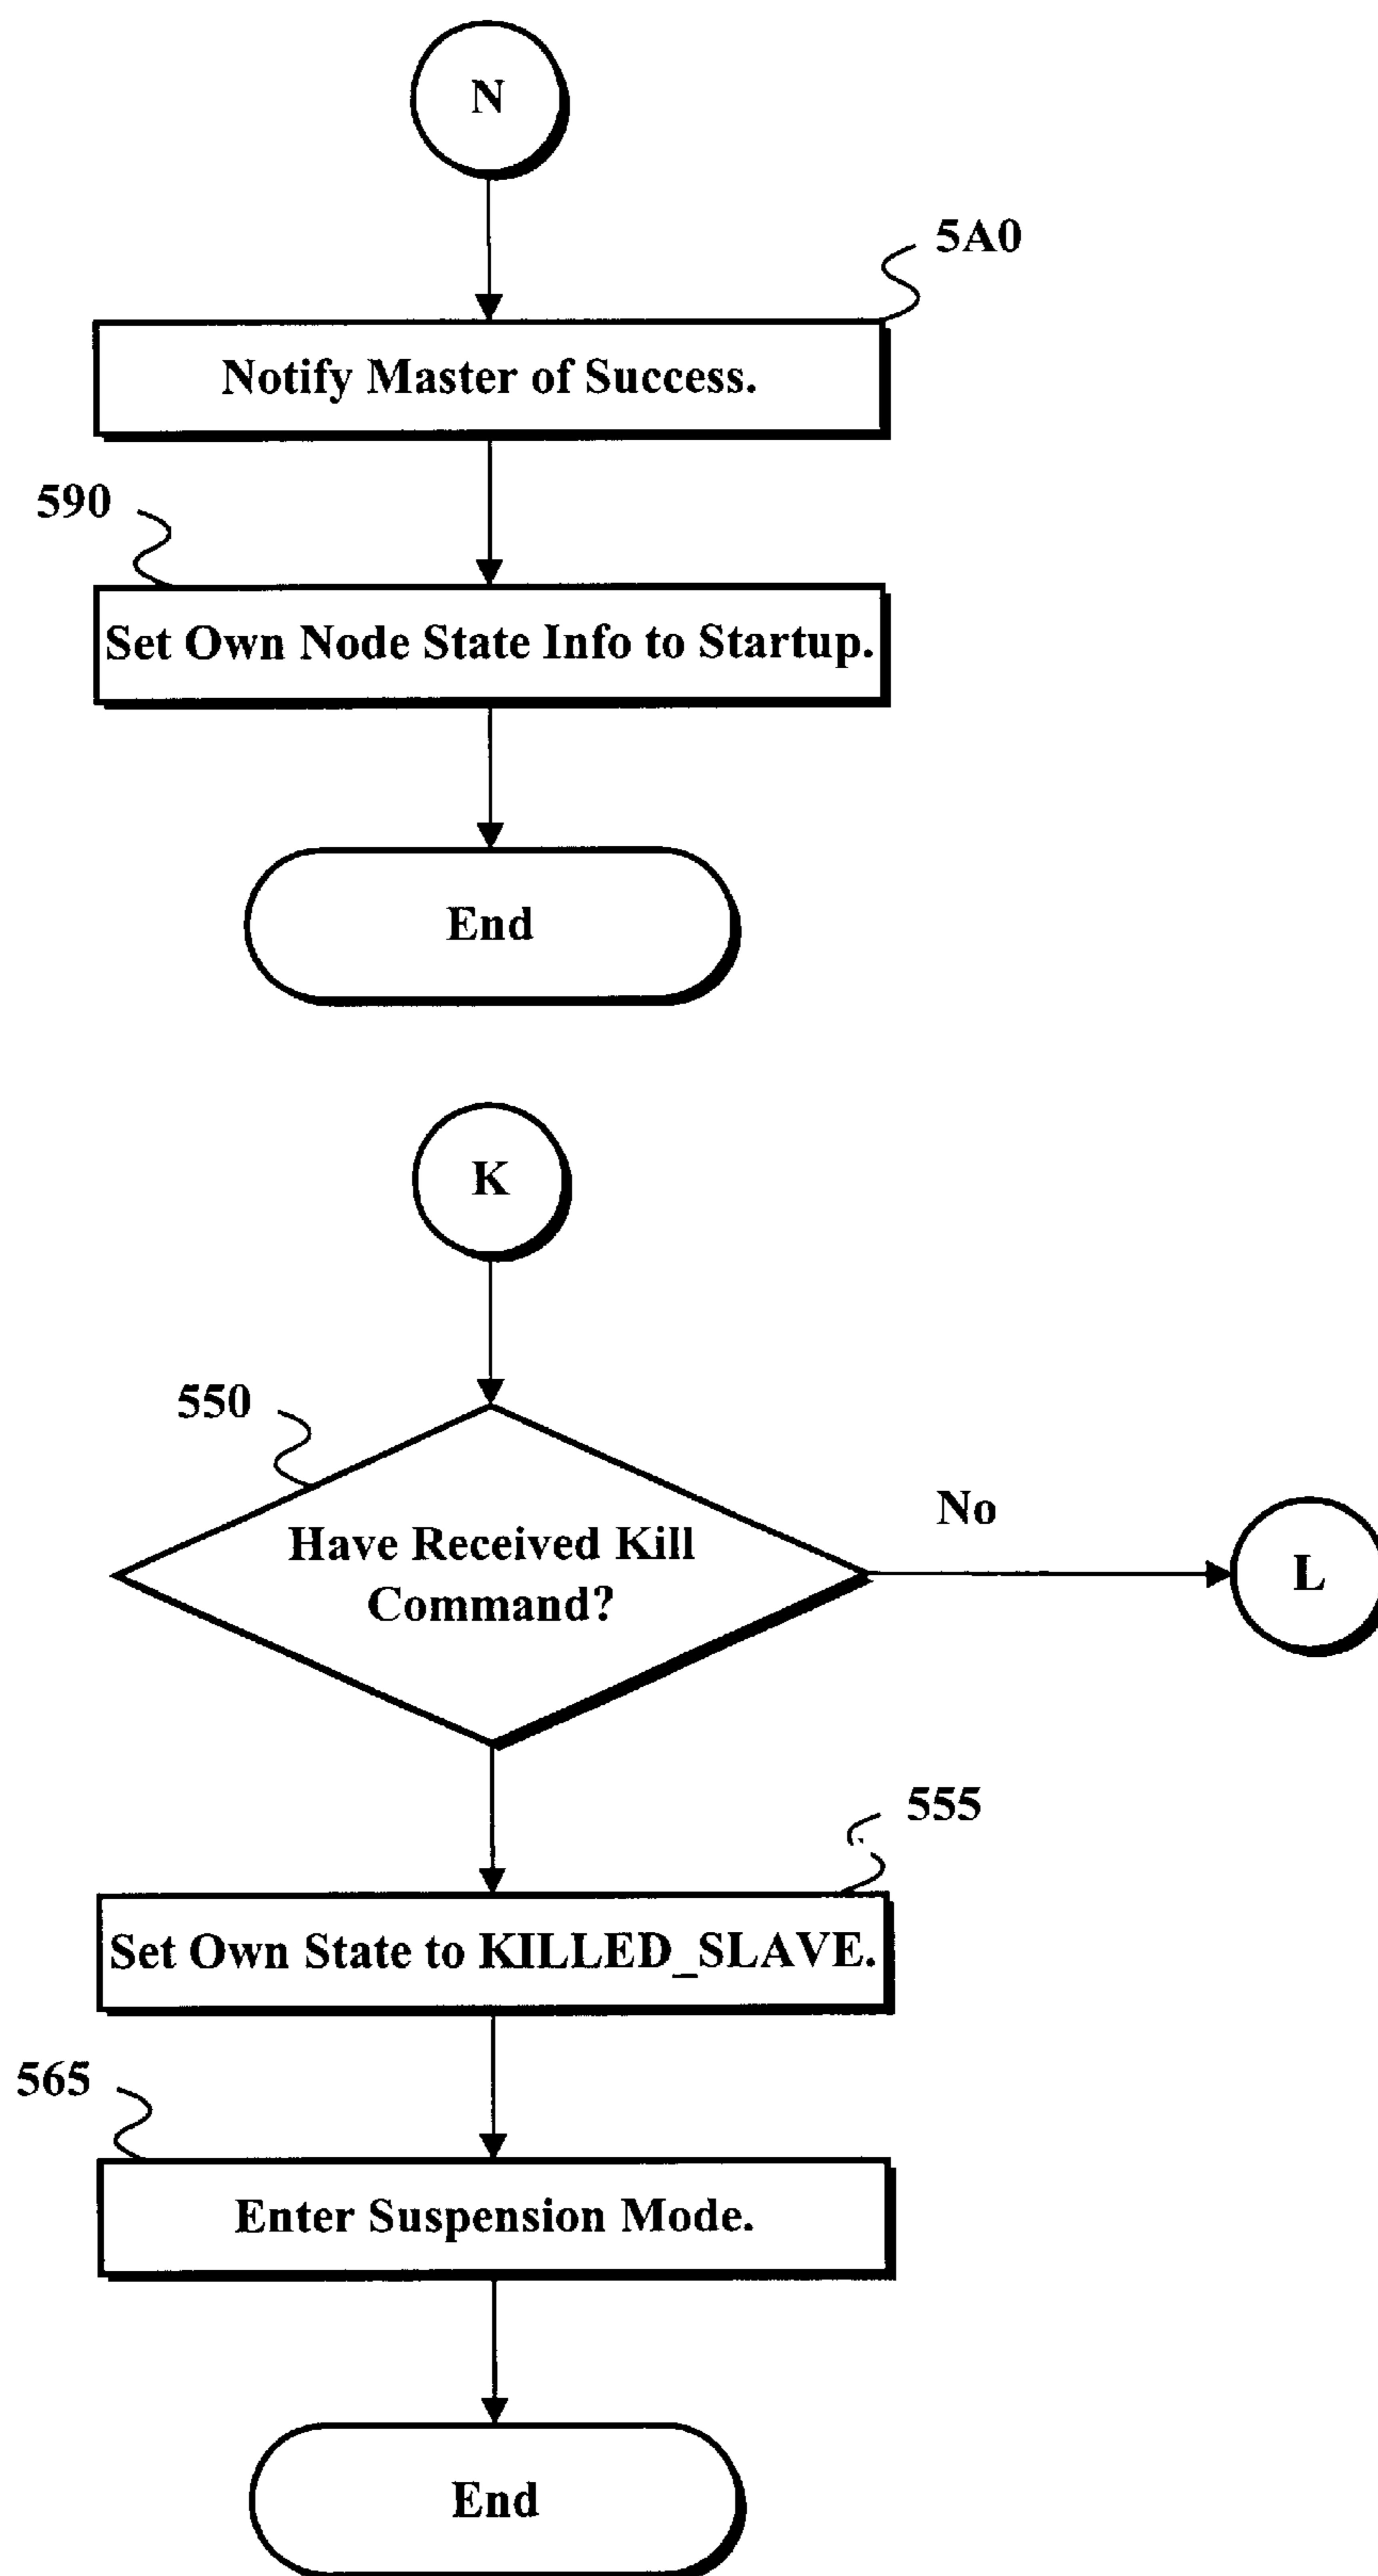 N
5A0
Notify Master of Success.
590
Set Own Node State Info to Startup.
End
K
550
Have Received Kill
Command?
No
L
555
Set Own State to KILLED_SLAVE.
565
Enter Suspension Mode.
End